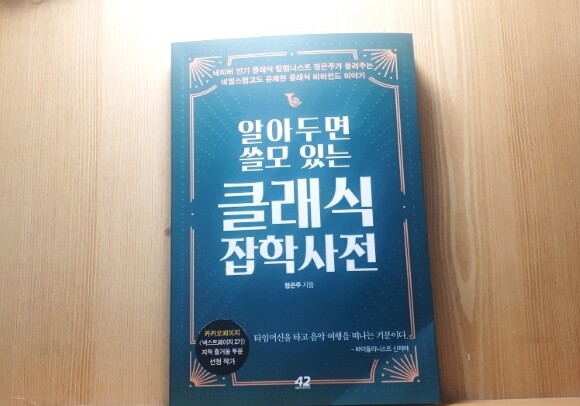 네이버 인기 클래식 칼럼니스트 정은주가 들려주는
비밀스럽고도 유쾌한 클래식 비하인드 이야기
알아두면
쓸모 있는
클래식
잡학사전
정은주 지음
카카오페이지
〈넥스트페이지 2기〉
지적 즐거움 부문
선정 작가
타임머신을 타고 음악 여행을 떠나는 기분이다.
- 바이올리니스트 신지아
42